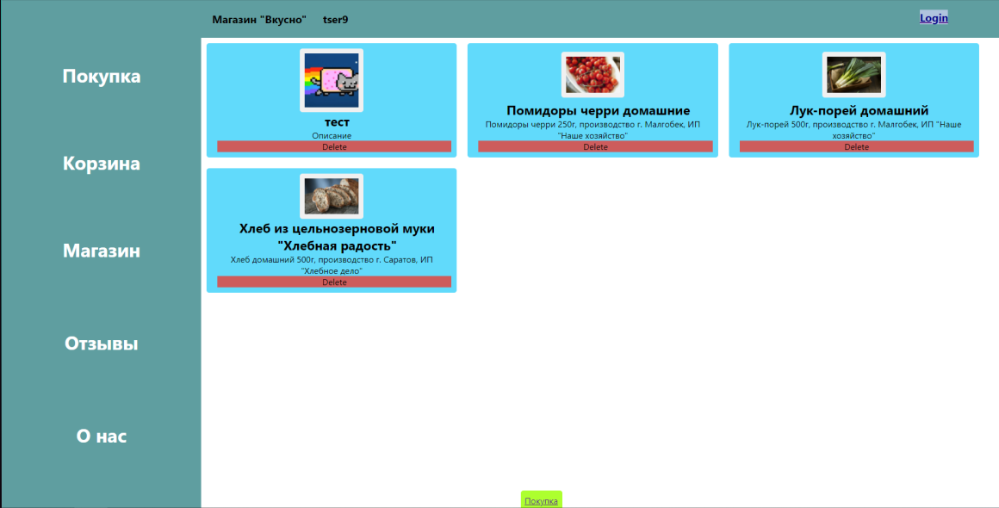 Магазин "Вкусно" tser9 Login
Покупка
Корзина
Магазин
Отзывы
О нас
тест
Описание
Delete
Помидоры черри домашние
Помидоры черри 250г, производство г. Малгобек, ИП
"Наше хозяйство"
Delete
Лук-порей домашний
Лук-порей 500г, производство г. Малгобек, ИП "Наше
хозяйство"
Delete
Хлеб из цельнозерновой муки
"Хлебная радость"
Хлеб домашний 500г, производство г. Саратов, ИП
"Хлебное дело"
Delete
Покупка